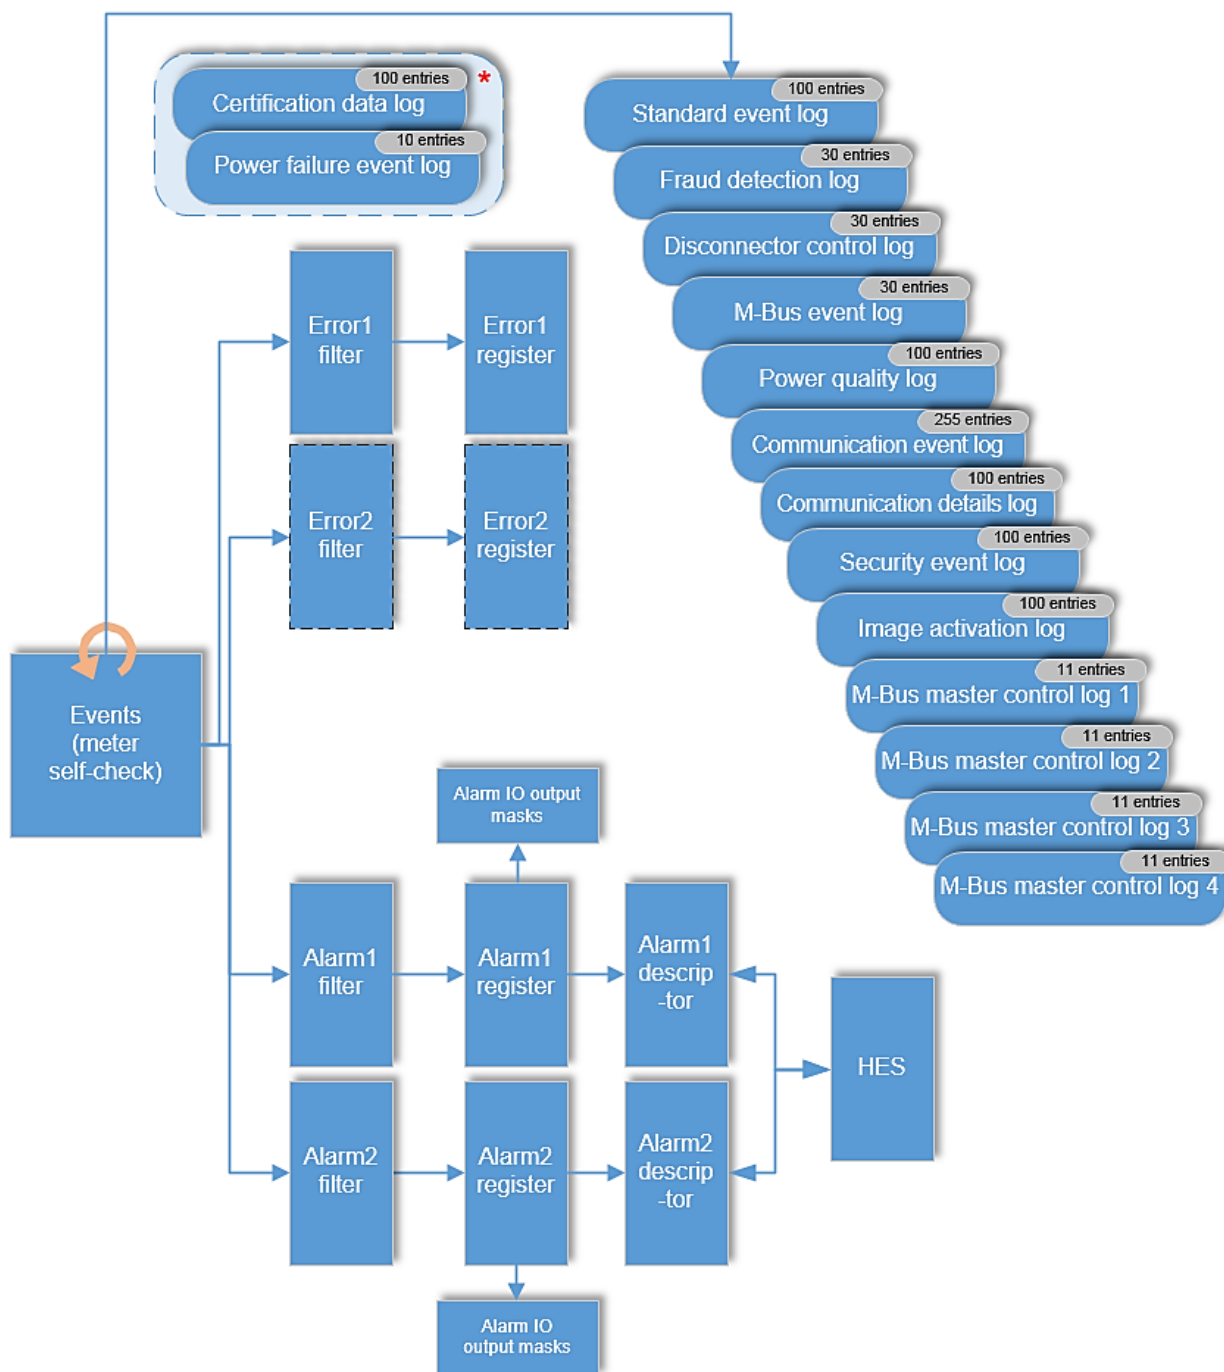 100 entries
*
Certification data log
10 entries
Power failure event log
100 entries
Standard event log
30 entries
Fraud detection log
30 entries
Disconnector control log
30 entries
M-Bus event log
100 entries
Power quality log
255 entries
Communication event log
100 entries
Communication details log
100 entries
Security event log
100 entries
Image activation log
11 entries
M-Bus master control log 1
11 entries
M-Bus master control log 2
11 entries
M-Bus master control log 3
11 entries
M-Bus master control log 4
Error1
filter
Error1
register
Error2
filter
Error2
register
Events
(meter
self-check)
Alarm IO output
masks
Alarm1
filter
Alarm1
register
Alarm1
descrip
-tor
HES
Alarm2
filter
Alarm2
register
Alarm2
descrip
-tor
Alarm IO
output masks